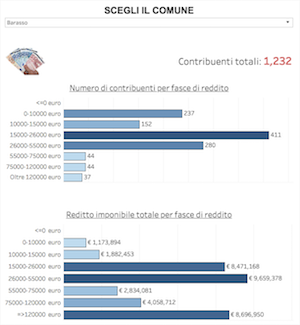 SCEGLI IL COMUNE
Barasso
Contribuenti totali: 1,232
Numero di contribuenti per fasce di reddito
<=0 euro
0-10000 euro 237
10000-15000 euro 152
15000-26000 euro 411
26000-55000 euro 280
55000-75000 euro 44
75000-120000 euro 44
Oltre 120000 euro 37
Reditto imponibile totale per fasce di reddito
<=0 euro
0-10000 euro € 1,173,894
10000-15000 euro € 1,882,453
15000-26000 euro € 8,471,168
26000-55000 euro € 9,659,378
55000-75000 euro € 2,834,081
75000-120000 euro € 4,058,712
=>120000 euro € 8,696,950